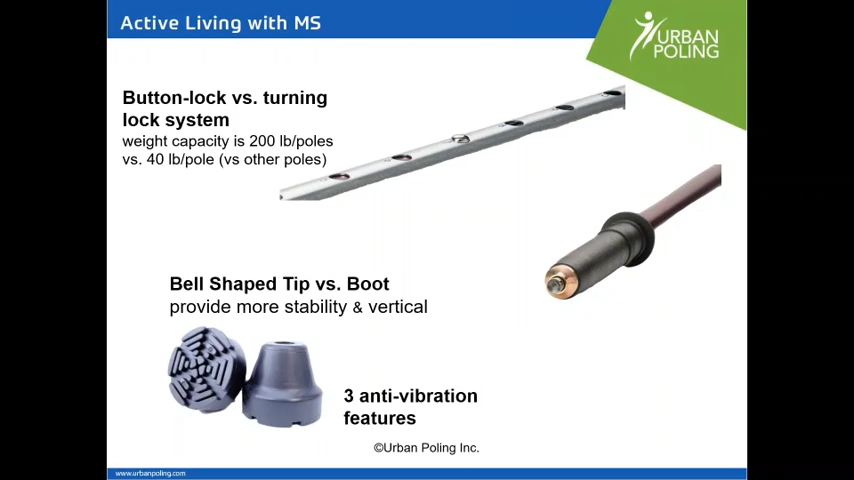 Active Living with MS
URBAN
POLING
Button-lock vs. turning
lock system
weight capacity is 200 lb/poles
vs. 40 lb/pole (vs other poles)
Bell Shaped Tip vs. Boot
provide more stability & vertical
3 anti-vibration
features
©Urban Poling Inc.
www.urbanpoling.com